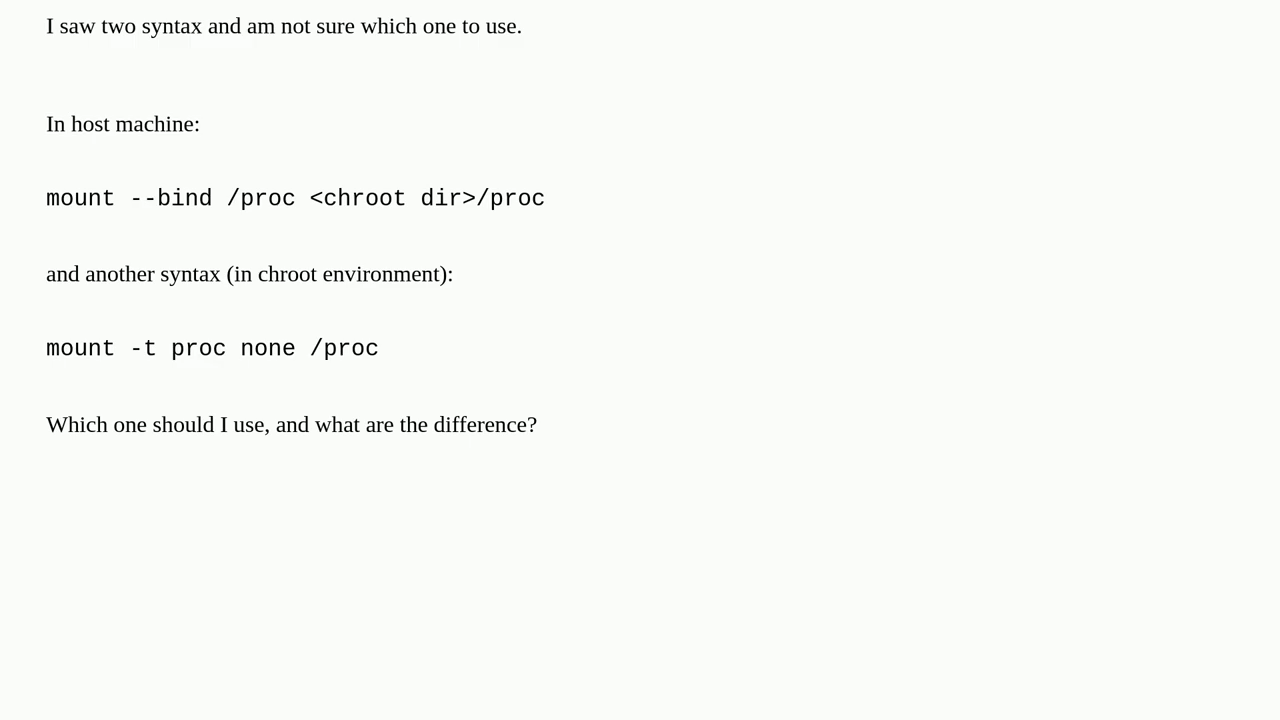 I saw two syntax and am not sure which one to use.
In host machine:
mount --bind /proc <chroot dir>/proc
and another syntax (in chroot environment):
mount -t proc none /proc
Which one should I use, and what are the difference?